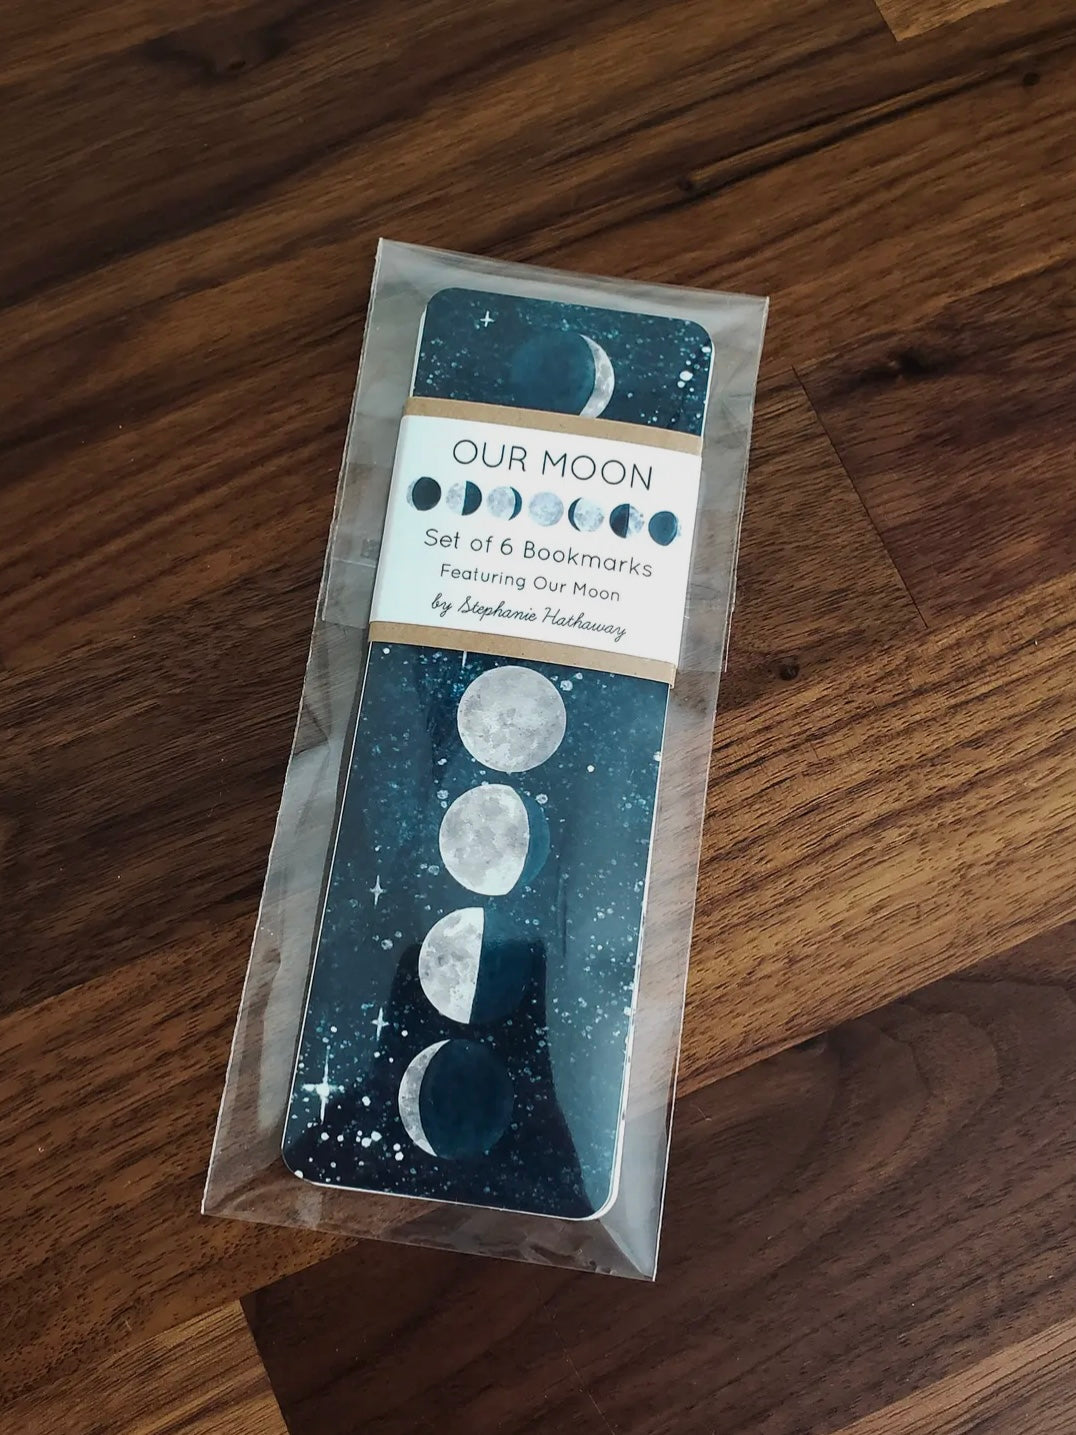 OUR MOON
Set of 6 Bookmarks
Featuring Our Moon
by Stephanie Hathaway